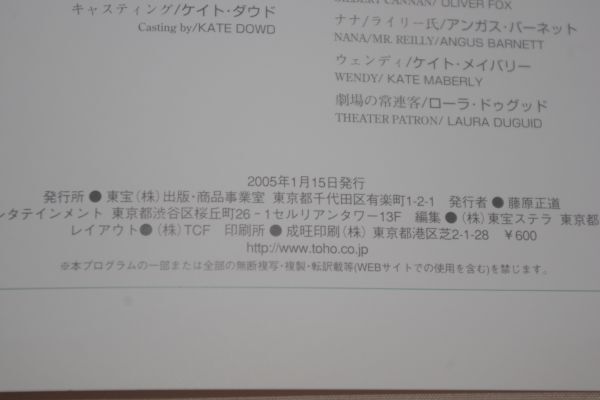 キャスティング/ケイト・ダウド
Casting by/KATE DOWD
GILBERT CANNAN/ OLIVER FOX
ナナ/ライリー氏/アンガス・バーネット
NANA/MR. REILLY/ANGUS BARNETT
ウェンディ/ケイト・メイバリー
WENDY/ KATE MABERLY
劇場の常連客/ローラ・ドゥグッド
THEATER PATRON/ LAURA DUGUID
2005年1月15日発行
発行所 ● 東宝（株）出版・商品事業室 東京都千代田区有楽町1-2-1 発行者 ● 藤原正道
ンタテインメント 東京都渋谷区桜丘町26－1セルリアンタワー13F 編集 ●（株）東宝ステラ 東京都
レイアウト●（株）TCF 印刷所 ● 成旺印刷（株）東京都港区芝2-1-28 ￥600
http://www.toho.co.jp
※本プログラムの一部または全部の無断複写・複製・転訳載等(WEBサイトでの使用を含む)を禁じます。